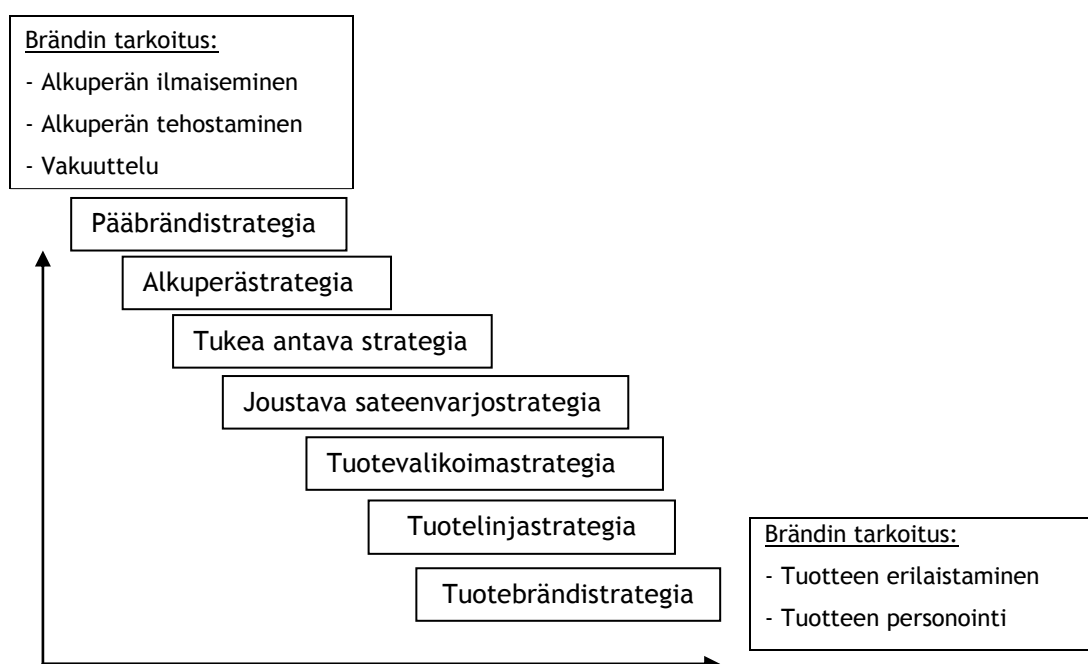 Brändin tarkoitus:
- Alkuperän ilmaiseminen
- Alkuperän tehostaminen
- Vakuuttelu
Pääbrändistrategia
Alkuperästrategia
Tukea antava strategia
Joustava sateenvarjostrategia
Tuotevalikoimastrategia
Tuotelinjastrategia
Tuotebrändistrategia
Brändin tarkoitus:
- Tuotteen erilaistaminen
- Tuotteen personointi